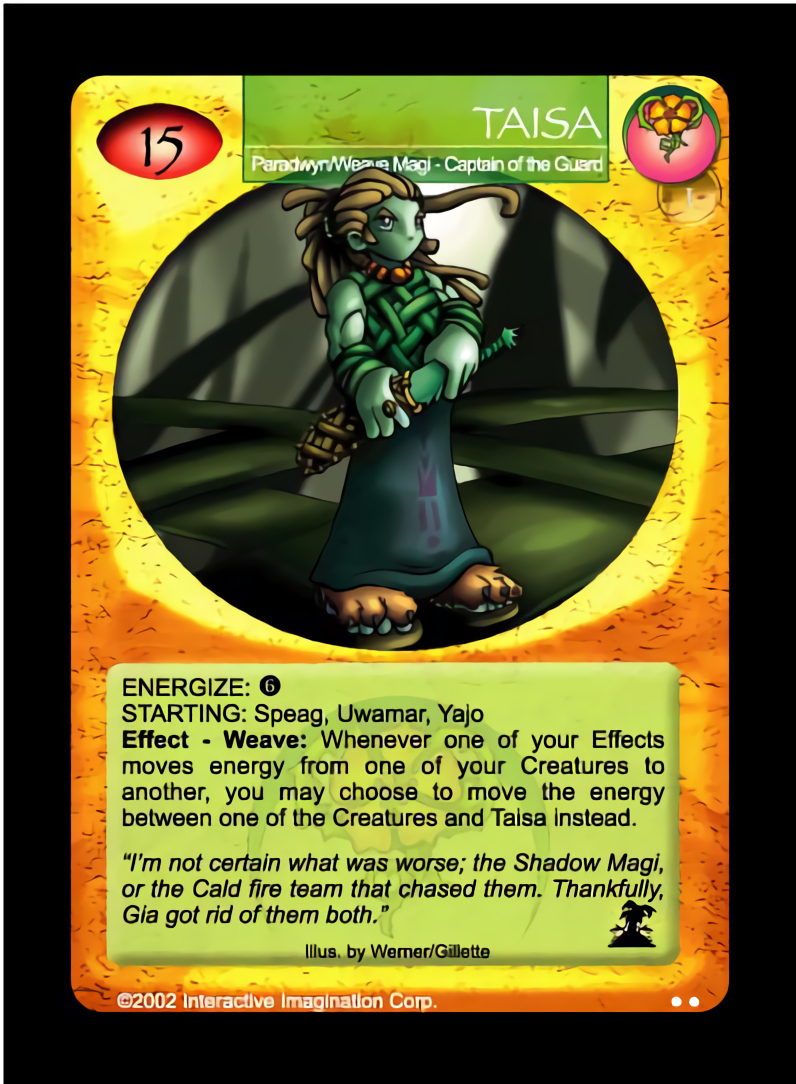 15
TAISA
Paradwyn/Weave Magi - Captain of the Guard
1
ENERGIZE: ❻
STARTING: Speag, Uwamar, Yajo
Effect - Weave: Whenever one of your Effects
moves energy from one of your Creatures to
another, you may choose to move the energy
between one of the Creatures and Taisa instead.
"I'm not certain what was worse; the Shadow Magi,
or the Cald fire team that chased them. Thankfully,
Gia got rid of them both."
Illus. by Werner/Gillette
©2002 Interactive Imagination Corp.